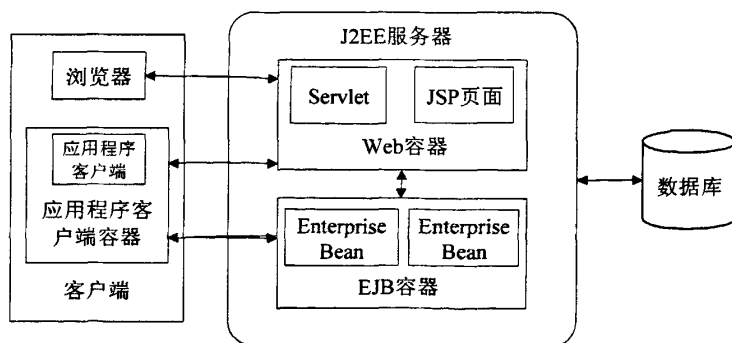 J2EE服务器
浏览器
Servlet
JSP页面
Web容器
应用程序
客户端
应用程序客
户端容器
客户端
Enterprise
Bean
Enterprise
Bean
EJB容器
数据库